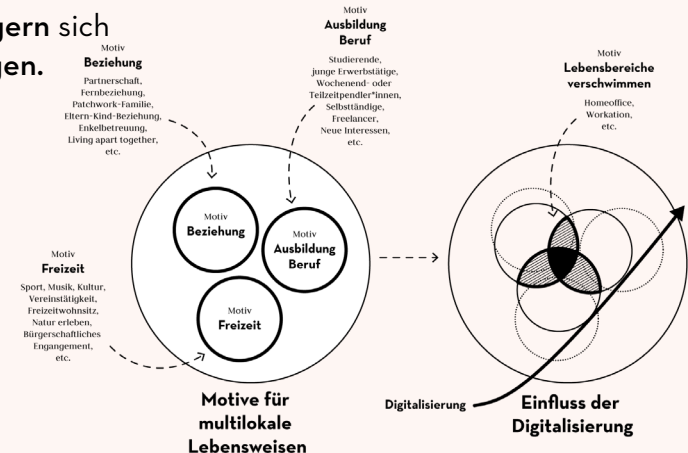 gern sich
gen.
Motiv
Beziehung
Partnerschaft,
Fernbeziehung,
Patchwork-Familie,
Eltern-Kind-Beziehung,
Enkelbetreuung,
Living apart together,
etc.
Motiv
Ausbildung
Beruf
Studierende,
junge Erwerbstätige,
Wochenend- oder
Teilzeitpendler*innen,
Selbstständige,
Freelancer,
Neue Interessen,
etc.
Motiv
Lebensbereiche
verschwimmen
Homeoffice,
Workation,
etc.
Motiv
Freizeit
Sport, Musik, Kultur,
Vereinstätigkeit,
Freizeitwohnsitz,
Natur erleben,
Bürgerschaftliches
Engangement,
etc.
Motiv
Beziehung
Motiv
Ausbildung
Beruf
Motiv
Freizeit
Motive für
multilokale
Lebensweisen
Digitalisierung
Einfluss der
Digitalisierung